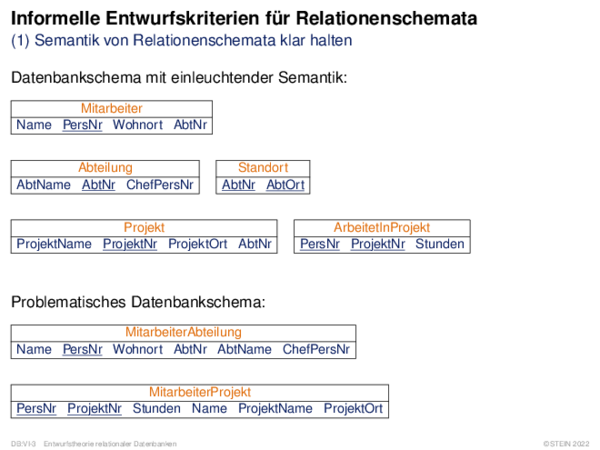 Informelle Entwurfskriterien für Relationenschemata
(1) Semantik von Relationenschemata klar halten
Datenbankschema mit einleuchtender Semantik:
Mitarbeiter
Name PersNr Wohnort AbtNr
Abteilung
AbtName AbtNr ChefPersNr
Standort
AbtNr AbtOrt
Projekt
ProjektName ProjektNr ProjektOrt AbtNr
ArbeitetInProjekt
PersNr ProjektNr Stunden
Problematisches Datenbankschema:
MitarbeiterAbteilung
Name PersNr Wohnort AbtNr AbtName ChefPersNr
MitarbeiterProjekt
PersNr ProjektNr Stunden Name ProjektName ProjektOrt
DB:VI-3 Entwurfstheorie relationaler Datenbanken ©STEIN 2022